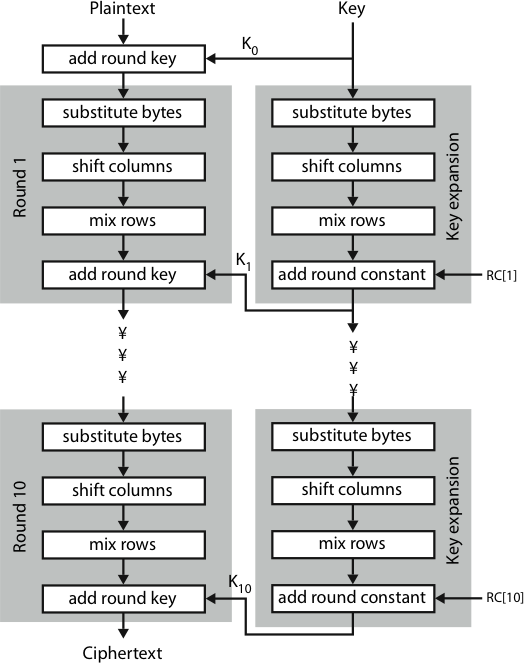 Plaintext
Key
K0
add round key
Round 1
substitute bytes
shift columns
mix rows
add round key
K1
substitute bytes
shift columns
mix rows
add round constant
Key expansion
RC[1]
¥
¥
¥
¥
¥
¥
Round 10
substitute bytes
shift columns
mix rows
add round key
K10
substitute bytes
shift columns
mix rows
add round constant
Key expansion
RC[10]
Ciphertext